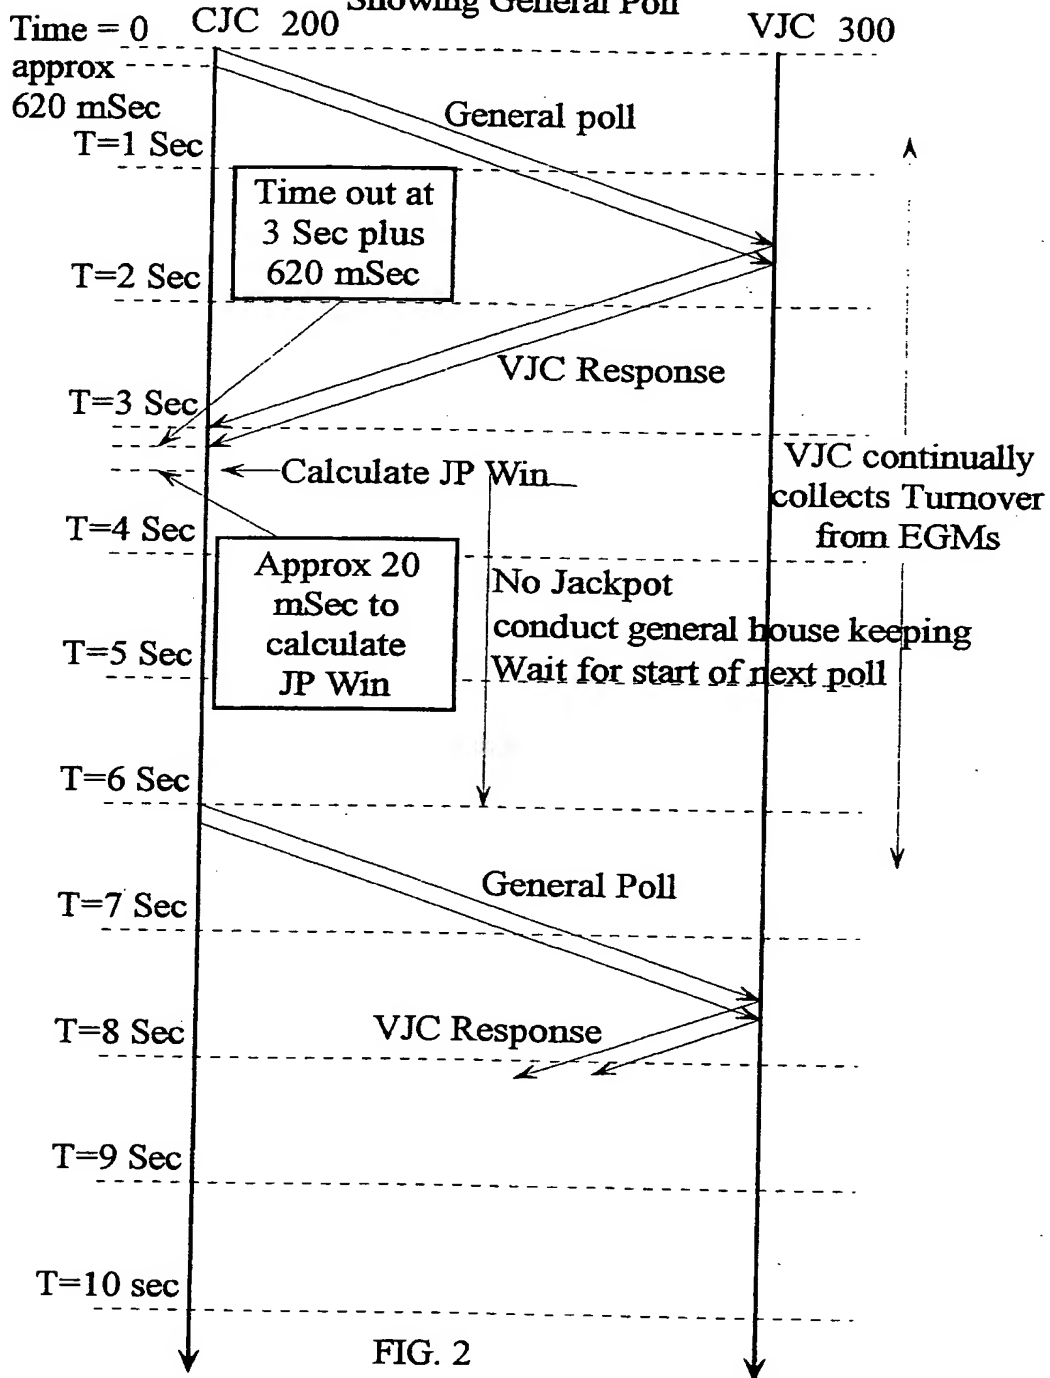 Showing General Poll
Time = 0 CJC 200 VJC 300
approx
620 mSec
General poll
T=1 Sec
Time out at
3 Sec plus
620 mSec
T=2 Sec
VJC Response
T=3 Sec
Calculate JP Win
VJC continually
collects Turnover
from EGMs
T=4 Sec
Approx 20
mSec to
calculate
JP Win
No Jackpot
conduct general house keeping
Wait for start of next poll
T=5 Sec
T=6 Sec
General Poll
T=7 Sec
VJC Response
T=8 Sec
T=9 Sec
T=10 sec
FIG. 2